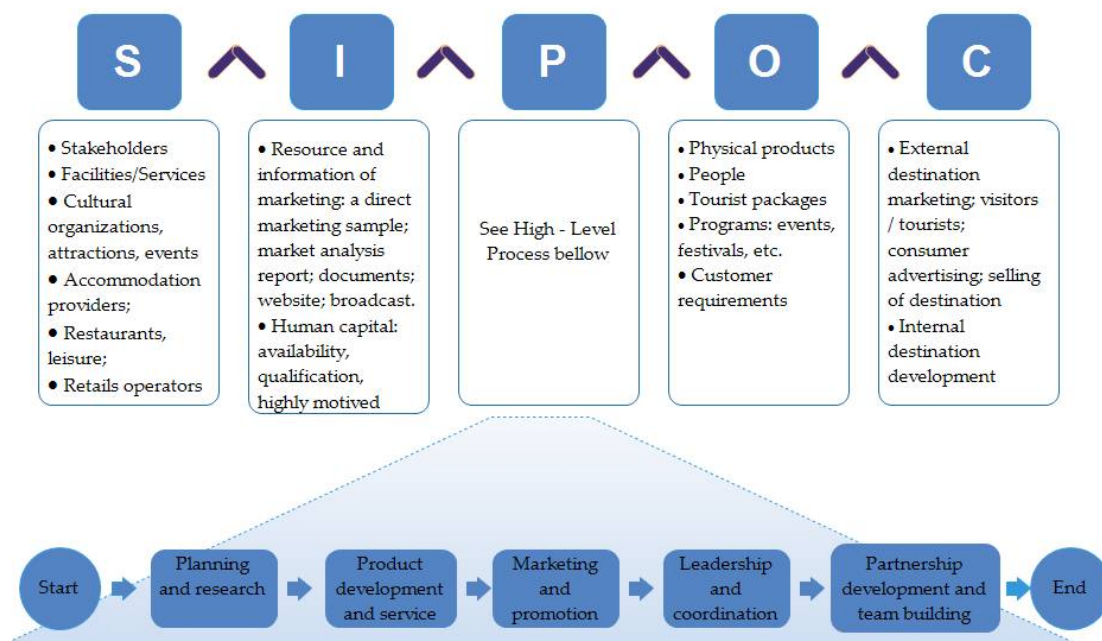 S
I
P
O
C
• Stakeholders
• Facilities/Services
• Cultural
organizations,
attractions, events
• Accommodation
providers;
• Restaurants,
leisure;
• Retails operators
• Resource and
information of
marketing: a direct
marketing sample;
market analysis
report; documents;
website; broadcast.
• Human capital:
availability,
qualification,
highly motived
See High - Level
Process bellow
• Physical products
• People
• Tourist packages
• Programs: events,
festivals, etc.
• Customer
requirements
• External
destination
marketing; visitors
/ tourists;
consumer
advertising; selling
of destination
• Internal
destination
development
Start
Planning
and research
Product
development
and service
Marketing
and
promotion
Leadership
and
coordination
Partnership
development and
team building
End